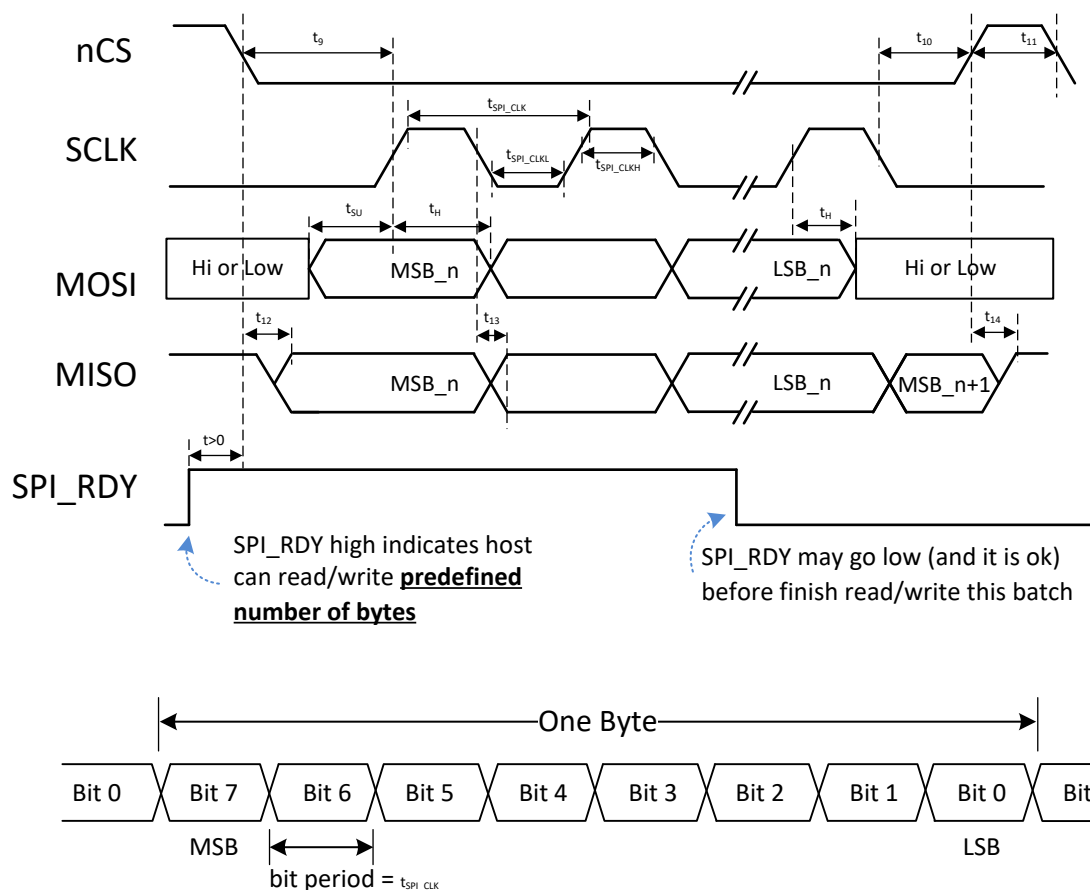 nCS
t9
t10
t11
SCLK
tSPI_CLK
tSPI_CLKL
tSPI_CLKH
MOSI
tSU
tH
tH
Hi or Low
MSB_n
LSB_n
Hi or Low
MISO
t12
t13
t14
MSB_n
LSB_n
MSB_n+1
SPI_RDY
t>0
SPI_RDY high indicates host
can read/write predefined
number of bytes
SPI_RDY may go low (and it is ok)
before finish read/write this batch
One Byte
Bit 0
Bit 7
Bit 6
Bit 5
Bit 4
Bit 3
Bit 2
Bit 1
Bit 0
Bit
MSB
LSB
bit period = tSPI_CLK